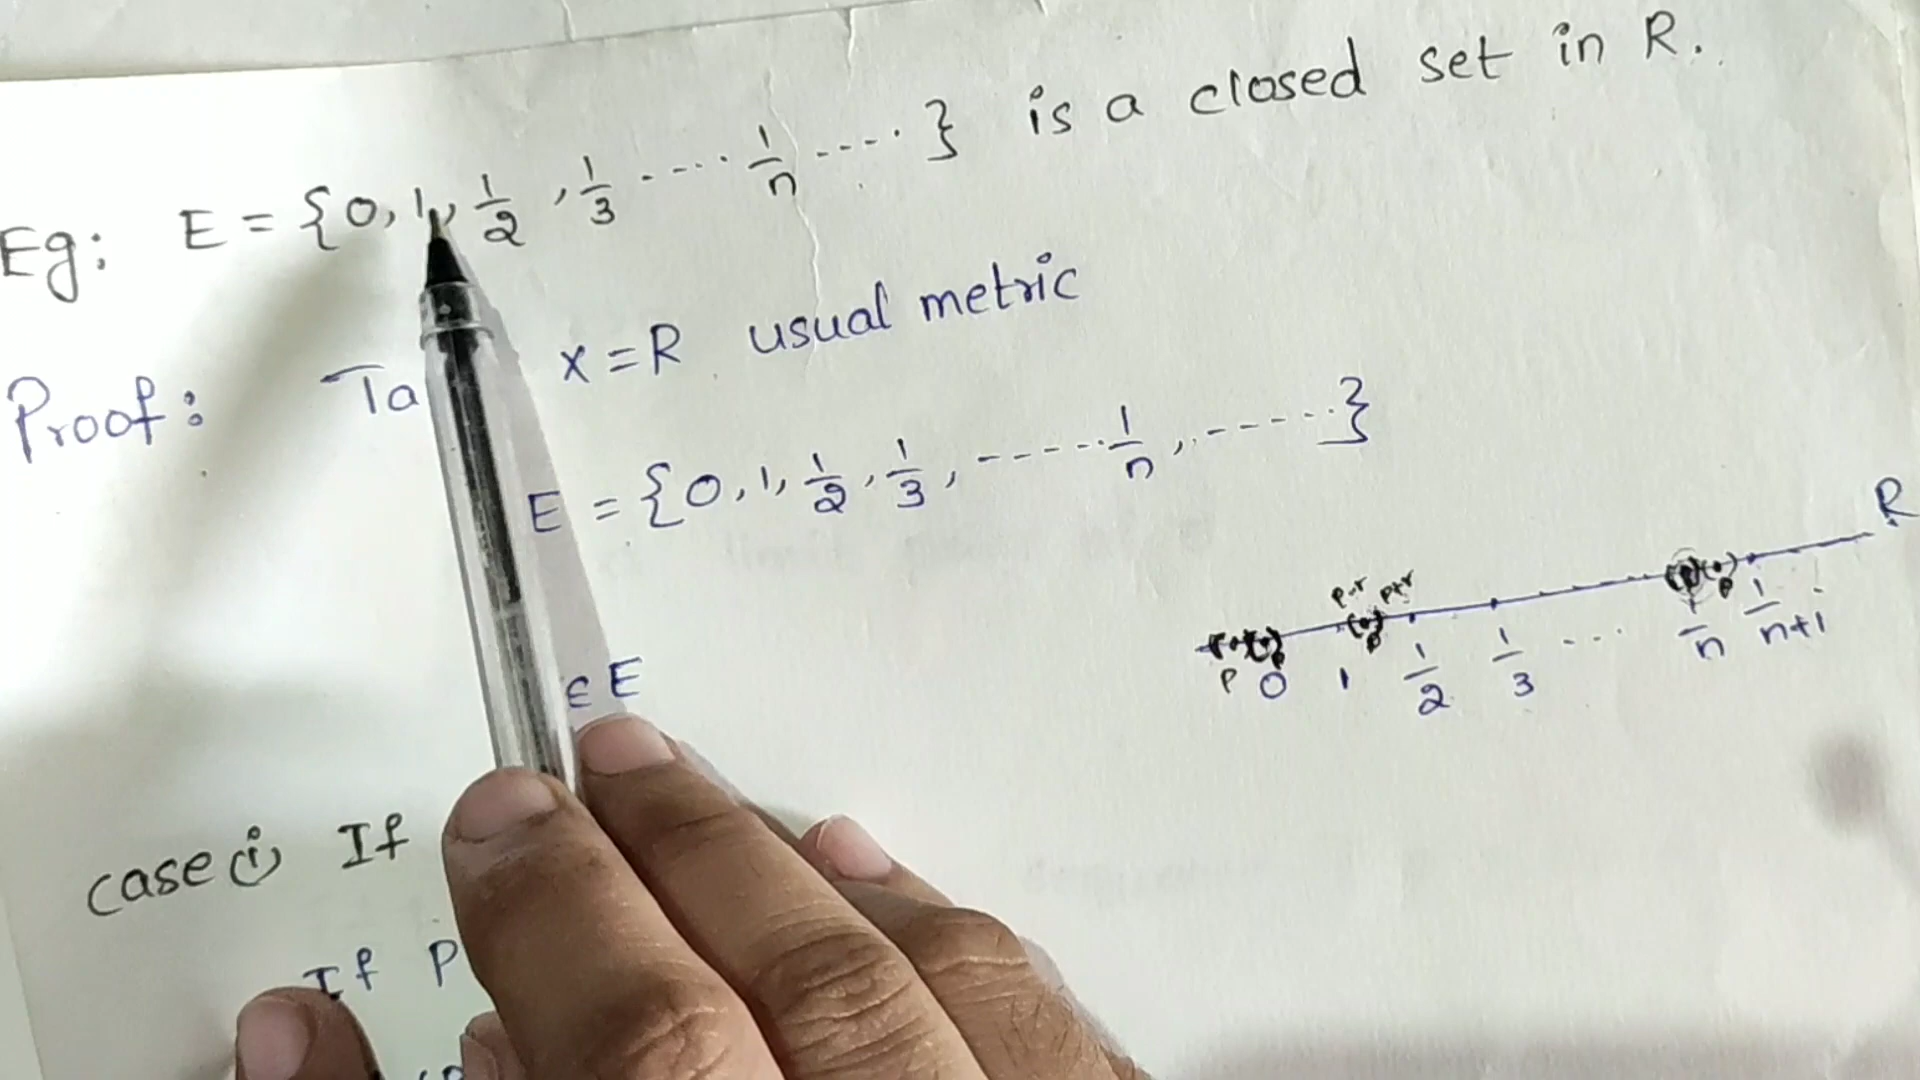 Eg: E = {0, 1, 1/2, 1/3 ---- 1/n ----} is a closed set in R.
Proof: Ta X = R usual metric
E = {0, 1, 1/2, 1/3, ----- 1/n, -----}
R
p-r p+r
p 0 1 1/2 1/3 ... 1/n 1/n+1
p
p
∈ E
case (i) If
If P